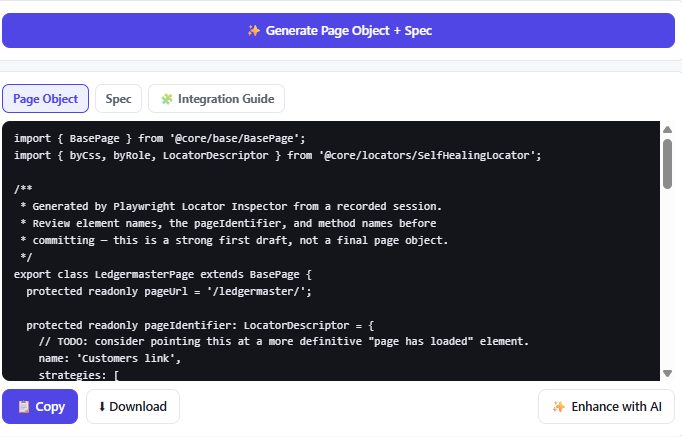 ✨ Generate Page Object + Spec
Page Object
Spec
🧩 Integration Guide
import { BasePage } from '@core/base/BasePage';
import { byCss, byRole, LocatorDescriptor } from '@core/locators/SelfHealingLocator';
/**
* Generated by Playwright Locator Inspector from a recorded session.
* Review element names, the pageIdentifier, and method names before
* committing — this is a strong first draft, not a final page object.
*/
export class LedgermasterPage extends BasePage {
protected readonly pageUrl = '/ledgermaster/';
protected readonly pageIdentifier: LocatorDescriptor = {
// TODO: consider pointing this at a more definitive "page has loaded" element.
name: 'Customers link',
strategies: [
📋 Copy
⬇ Download
✨ Enhance with AI